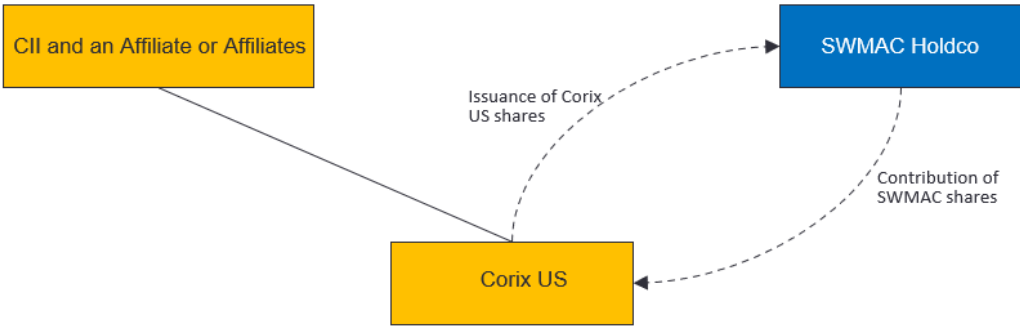 CII and an Affiliate or Affiliates
SWMAC Holdco
Issuance of Corix
US shares
Contribution of
SWMAC shares
Corix US